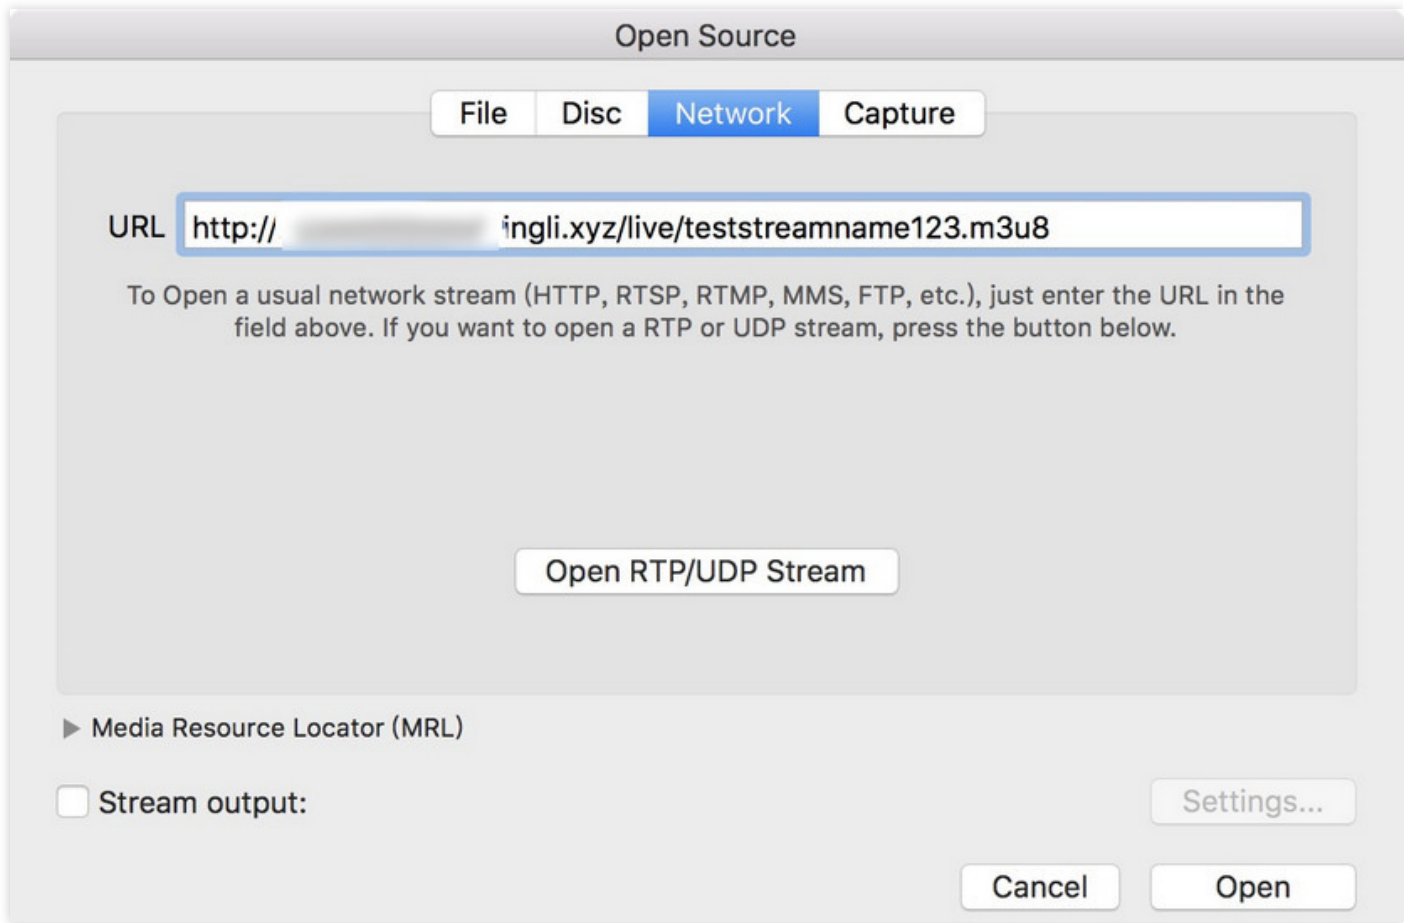 Open Source
File Disc Network Capture
URL http:// ingli.xyz/live/teststreamname123.m3u8
To Open a usual network stream (HTTP, RTSP, RTMP, MMS, FTP, etc.), just enter the URL in the
field above. If you want to open a RTP or UDP stream, press the button below.
Open RTP/UDP Stream
Media Resource Locator (MRL)
Stream output: Settings...
Cancel Open